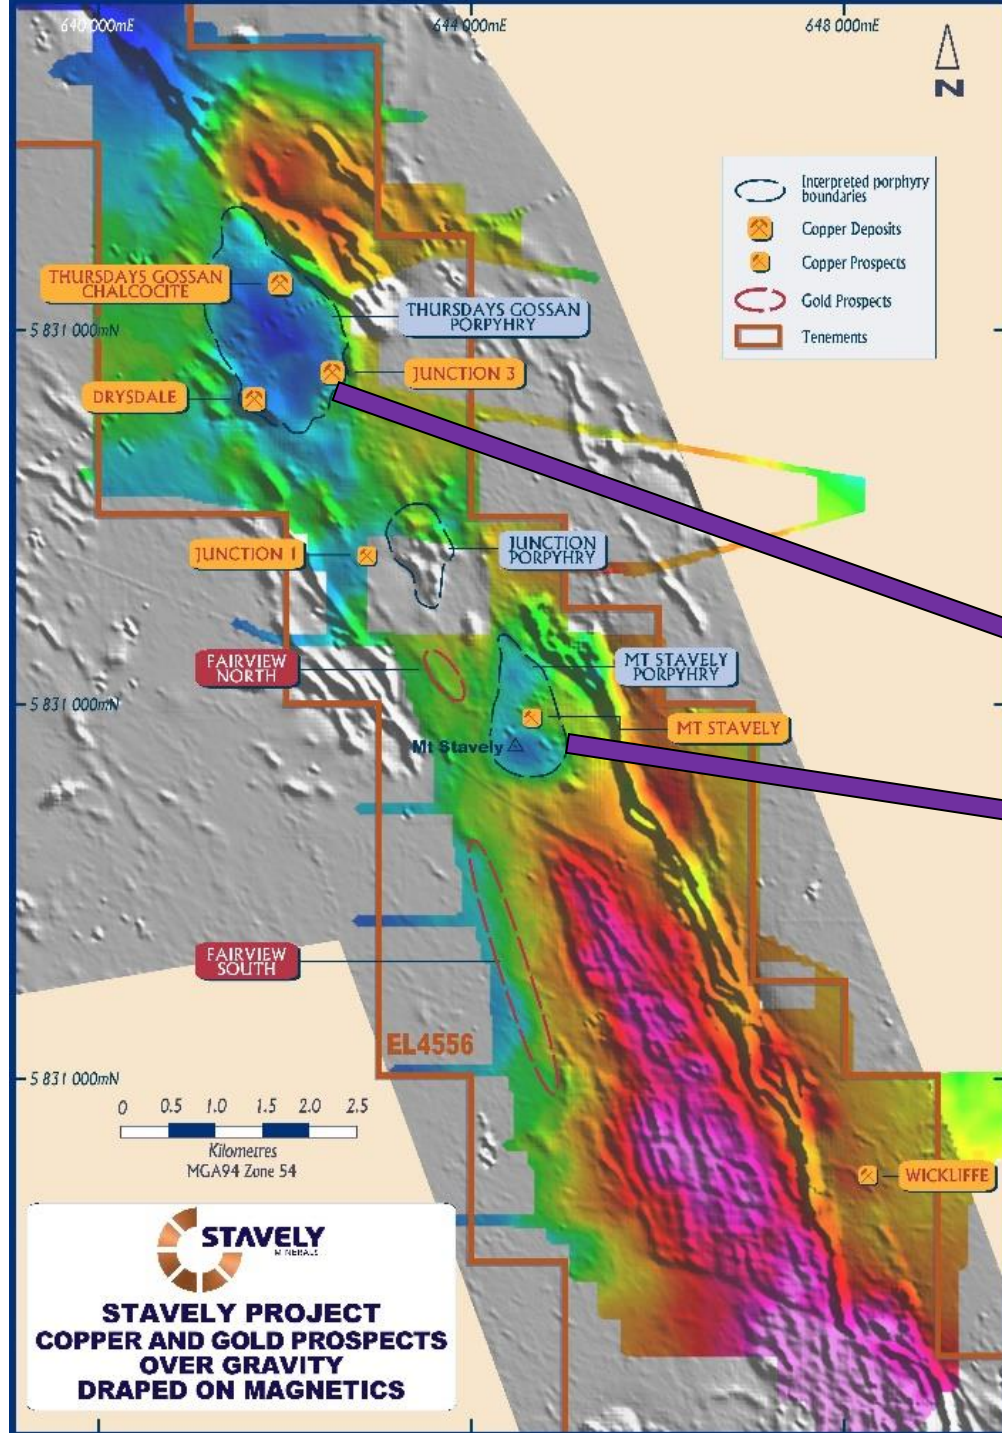 640 000mE
644 000mE
648 000mE
N
Interpreted porphyry
boundaries
Copper Deposits
Copper Prospects
Gold Prospects
Tenements
THURSDAYS GOSSAN
CHALCOCITE
THURSDAYS GOSSAN
PORPYHRY
5 831 000mN
JUNCTION 3
DRYSDALE
JUNCTION 1
JUNCTION
PORPYHRY
FAIRVIEW
NORTH
MT STAVELY
PORPYHRY
5 831 000mN
MT STAVELY
Mt Stavely
FAIRVIEW
SOUTH
EL4556
5 831 000mN
0 0.5 1.0 1.5 2.0 2.5
Kilometres
MGA94 Zone 54
WICKLIFFE
STAVELY
MINERALS
STAVELY PROJECT
COPPER AND GOLD PROSPECTS
OVER GRAVITY
DRAPED ON MAGNETICS